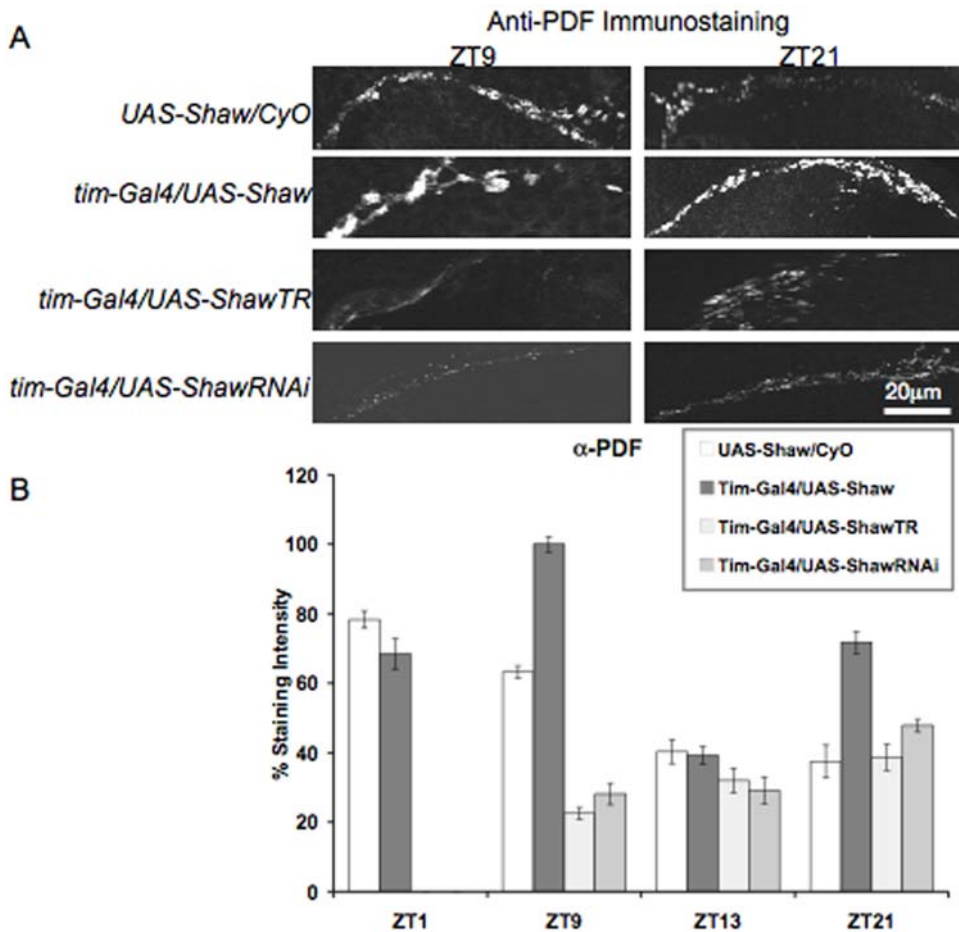 A
Anti-PDF Immunostaining
ZT9 ZT21
UAS-Shaw/CyO
tim-Gal4/UAS-Shaw
tim-Gal4/UAS-ShawTR
tim-Gal4/UAS-ShawRNAi
20μm
B
α-PDF
UAS-Shaw/CyO
Tim-Gal4/UAS-Shaw
Tim-Gal4/UAS-ShawTR
Tim-Gal4/UAS-ShawRNAi
% Staining Intensity
120
100
80
60
40
20
0
ZT1 ZT9 ZT13 ZT21